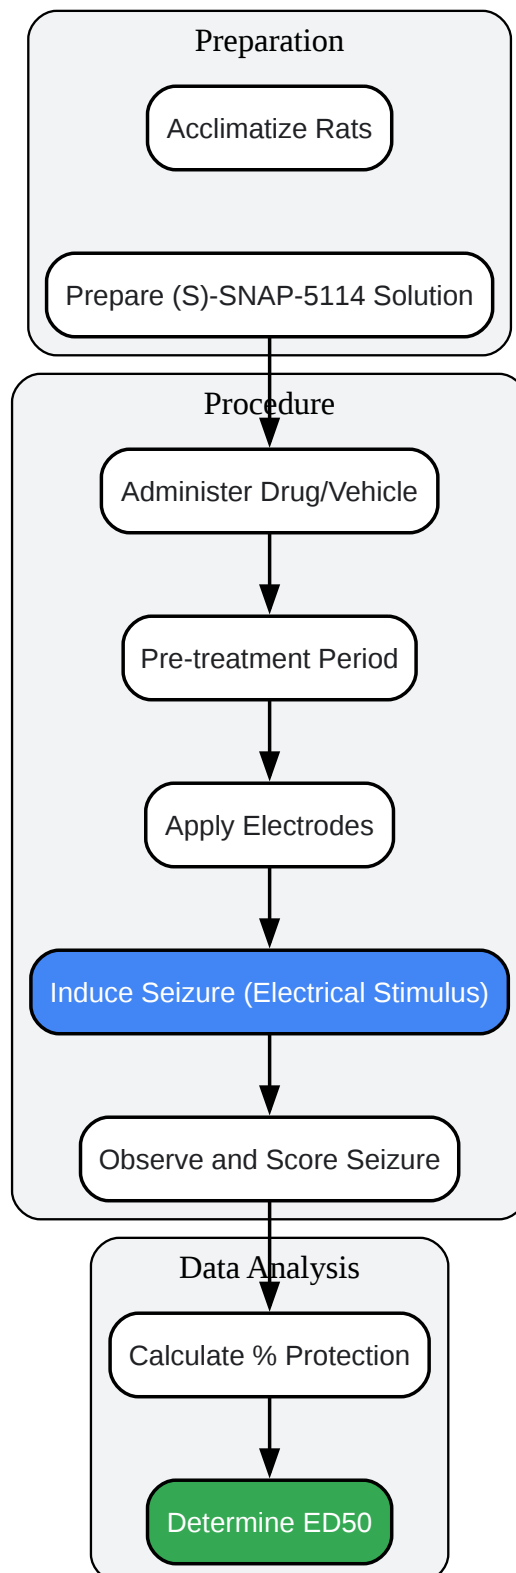 Preparation
Acclimatize Rats
Prepare (S)-SNAP-5114 Solution
Procedure
Administer Drug/Vehicle
Pre-treatment Period
Apply Electrodes
Induce Seizure (Electrical Stimulus)
Observe and Score Seizure
Data Analysis
Calculate % Protection
Determine ED50